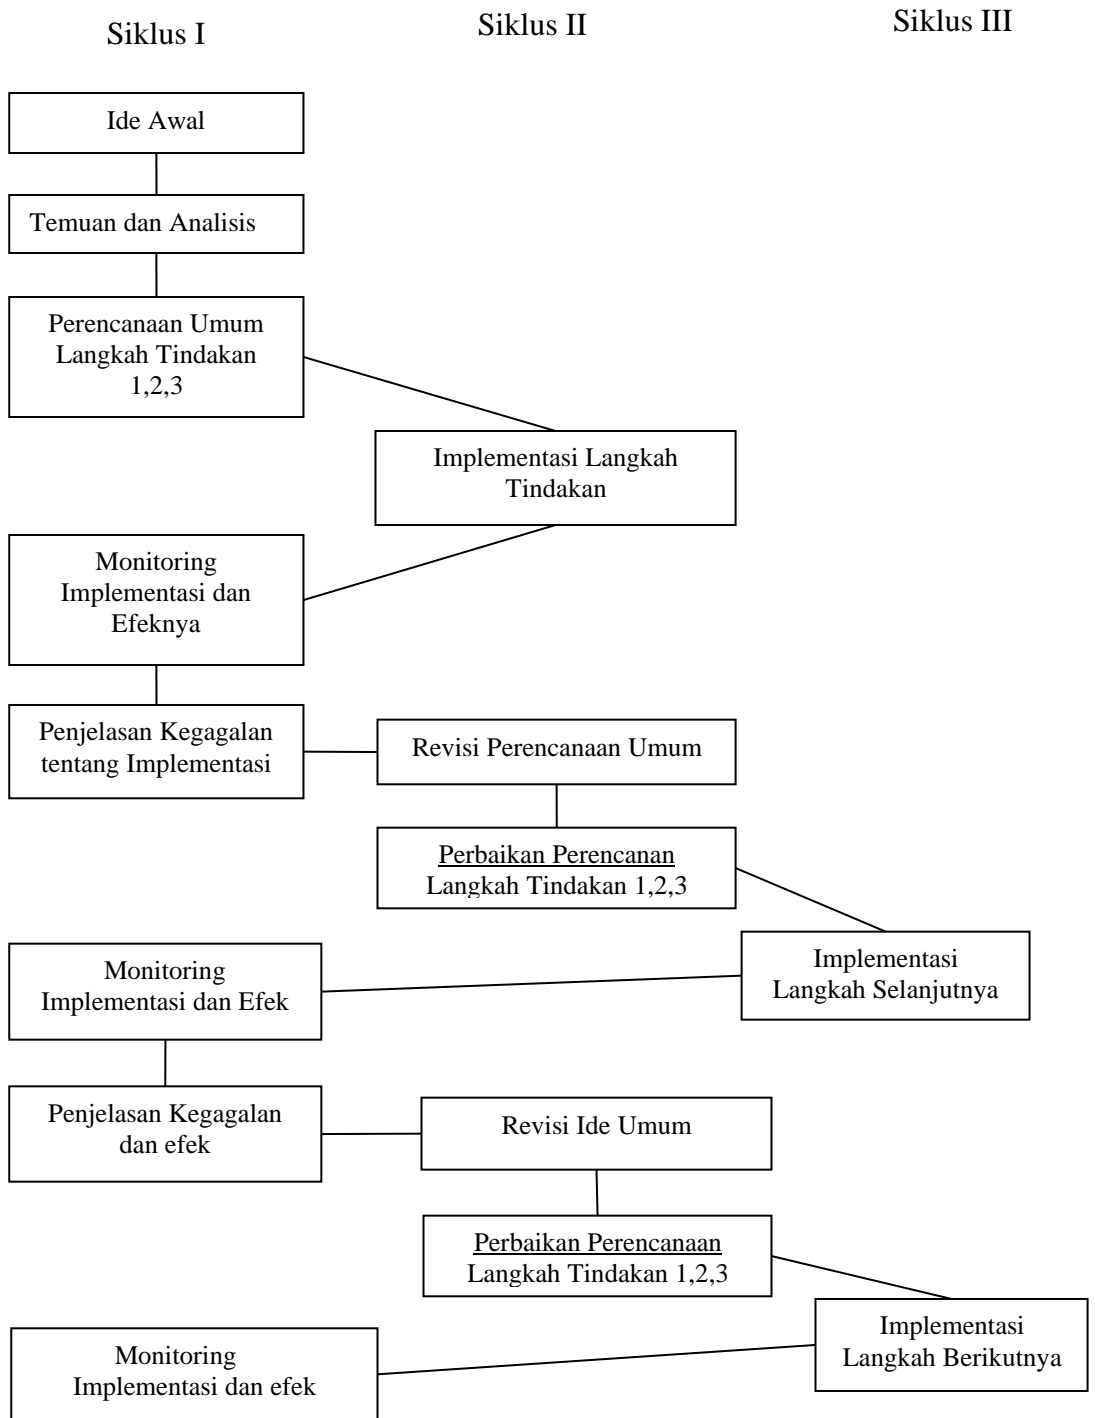 Siklus I
Siklus II
Siklus III
Ide Awal
Temuan dan Analisis
Perencanaan Umum
Langkah Tindakan
1,2,3
Implementasi Langkah
Tindakan
Monitoring
Implementasi dan
Efeknya
Penjelasan Kegagalan
tentang Implementasi
Revisi Perencanaan Umum
Perbaikan Perencanan
Langkah Tindakan 1,2,3
Implementasi
Langkah Selanjutnya
Monitoring
Implementasi dan Efek
Penjelasan Kegagalan
dan efek
Revisi Ide Umum
Perbaikan Perencanaan
Langkah Tindakan 1,2,3
Implementasi
Langkah Berikutnya
Monitoring
Implementasi dan efek